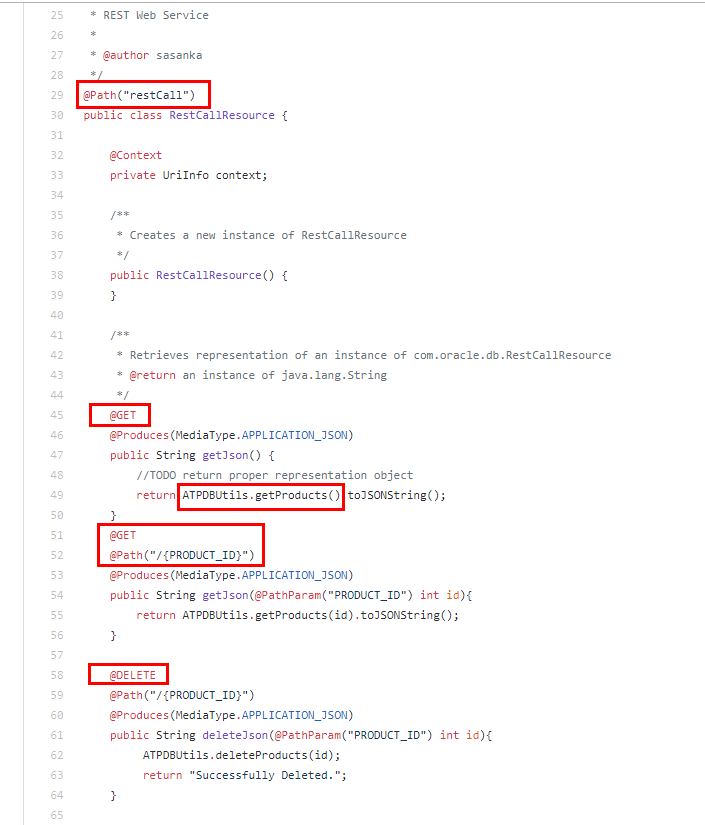 25 * REST Web Service
26 *
27 * @author sasanka
28 */
29 @Path("restCall")
30 public class RestCallResource {
31
32 @Context
33 private UriInfo context;
34
35 /**
36 * Creates a new instance of RestCallResource
37 */
38 public RestCallResource() {
39 }
40
41 /**
42 * Retrieves representation of an instance of com.oracle.db.RestCallResource
43 * @return an instance of java.lang.String
44 */
45 @GET
46 @Produces(MediaType.APPLICATION_JSON)
47 public String getJson() {
48 //TODO return proper representation object
49 return ATPDBUtils.getProducts().toJSONString();
50 }
51 @GET
52 @Path("/{PRODUCT_ID}")
53 @Produces(MediaType.APPLICATION_JSON)
54 public String getJson(@PathParam("PRODUCT_ID") int id){
55 return ATPDBUtils.getProducts(id).toJSONString();
56 }
57
58 @DELETE
59 @Path("/{PRODUCT_ID}")
60 @Produces(MediaType.APPLICATION_JSON)
61 public String deleteJson(@PathParam("PRODUCT_ID") int id){
62 ATPDBUtils.deleteProducts(id);
63 return "Successfully Deleted.";
64 }
65